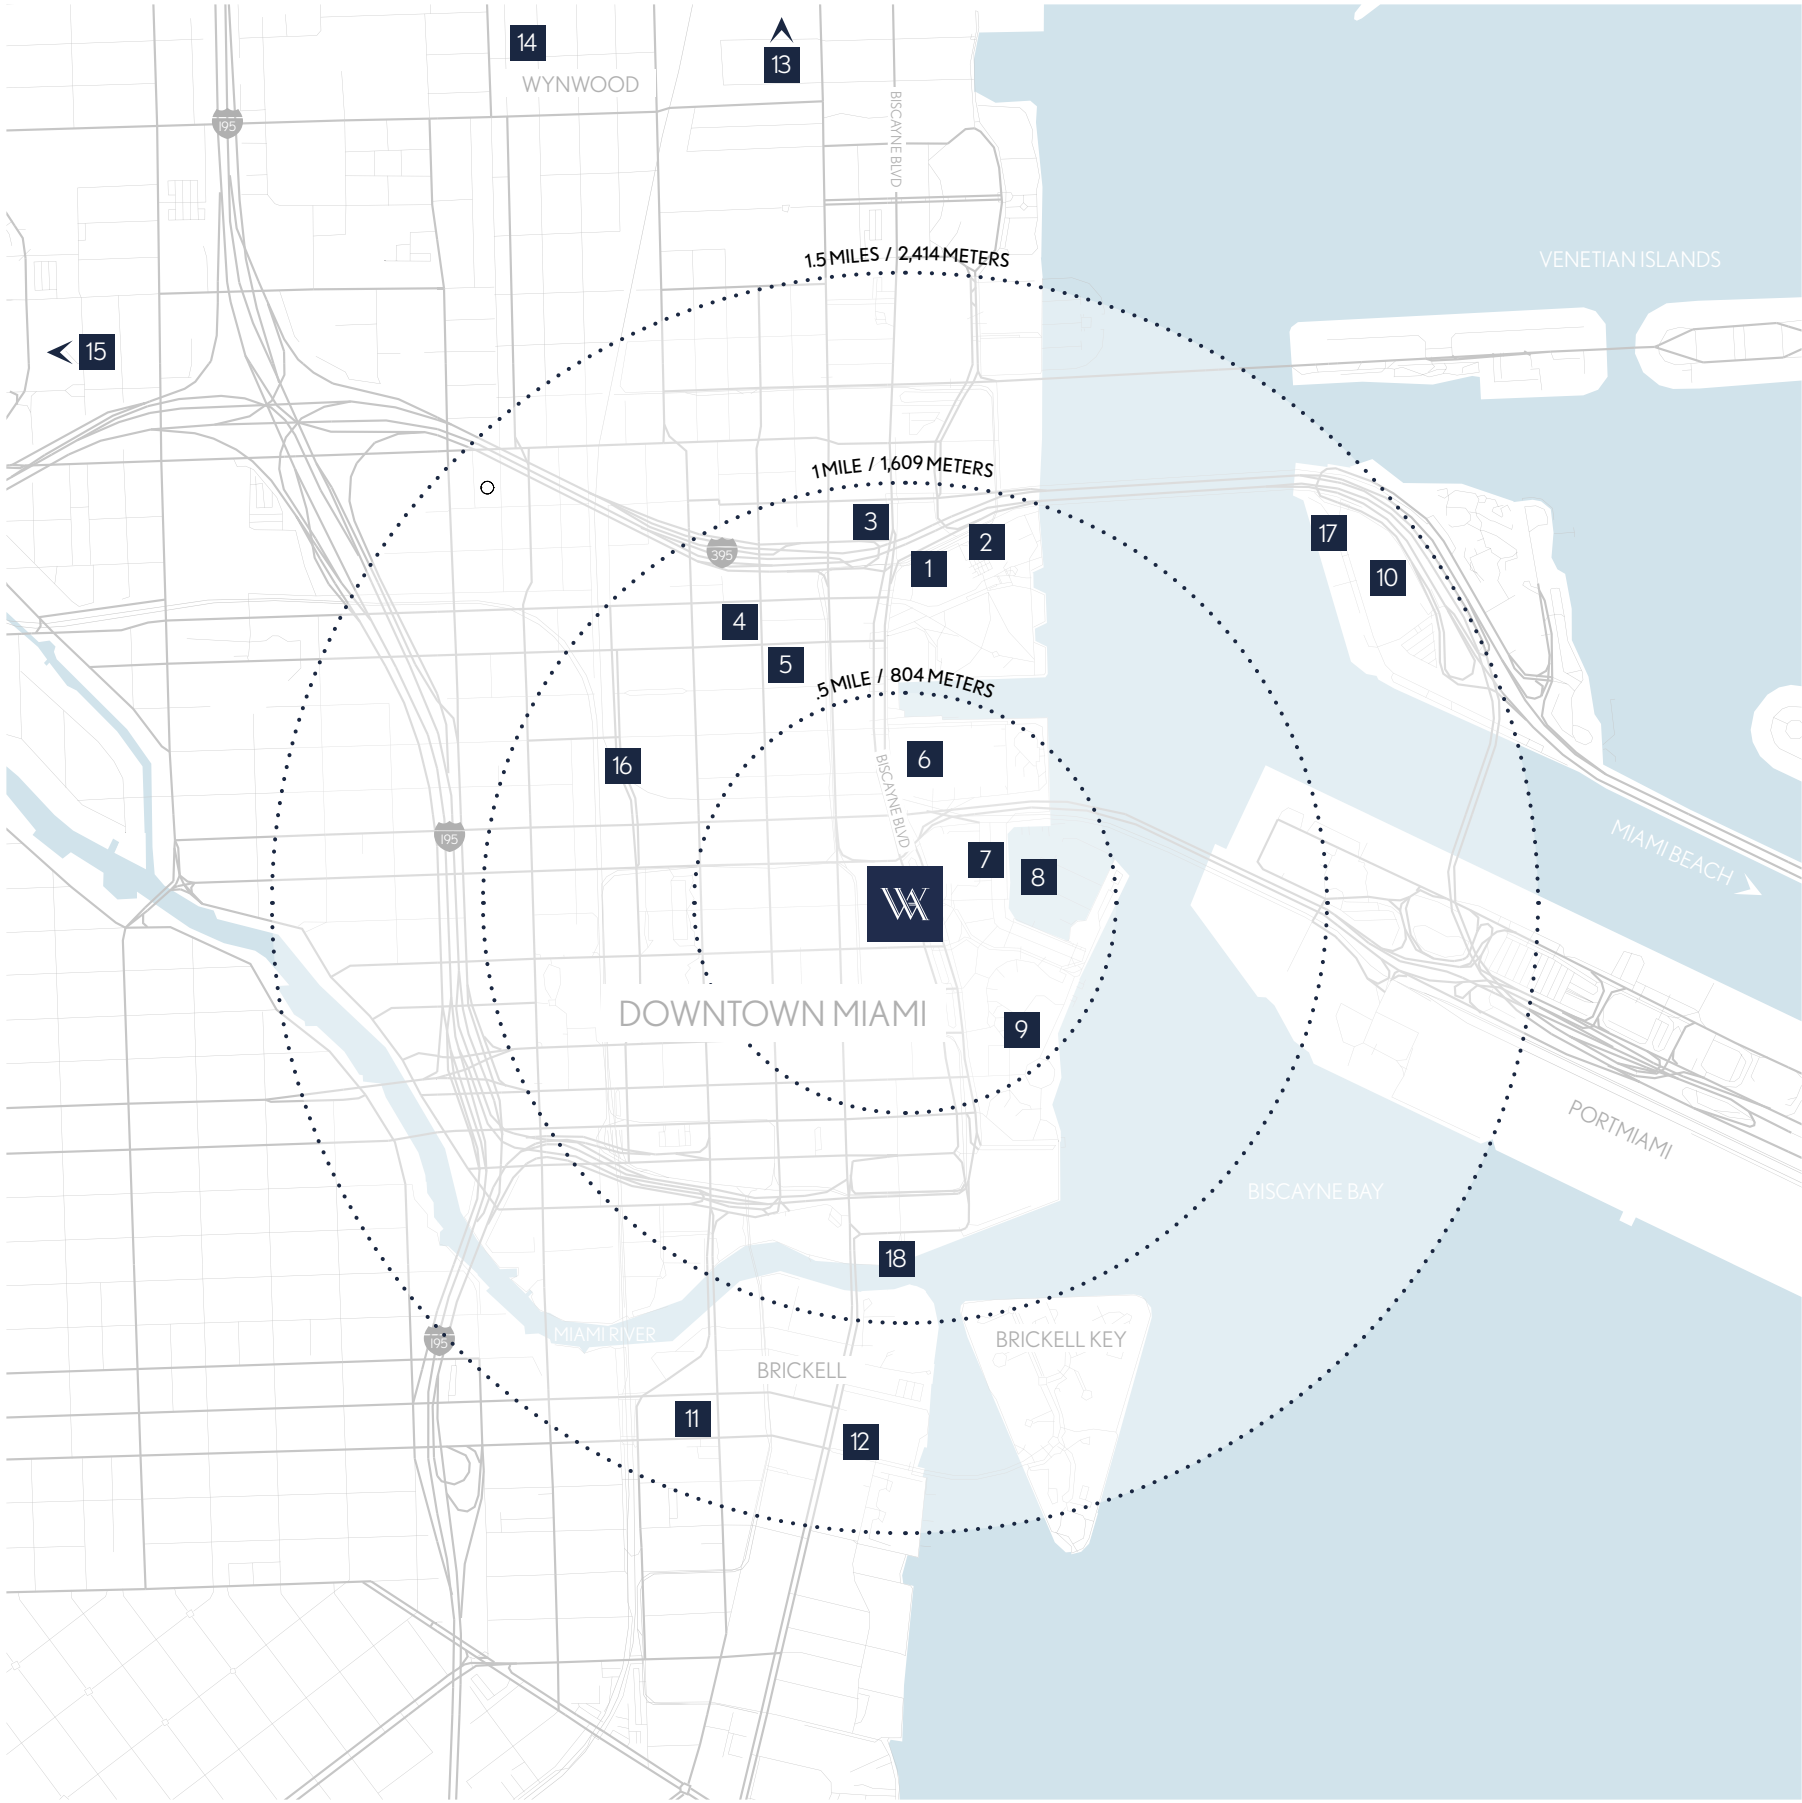 14
13
WYNWOOD
BISCAYNE BLVD
195
1.5 MILES / 2,414 METERS
VENETIAN ISLANDS
15
1 MILE / 1,609 METERS
3
2
17
395
1
10
4
5
.5 MILE / 804 METERS
6
16
BISCAYNE BLVD
195
MIAMI BEACH
7
8
WA
DOWNTOWN MIAMI
9
PORTMIAMI
BISCAYNE BAY
18
MIAMI RIVER
195
BRICKELL KEY
BRICKELL
11
12